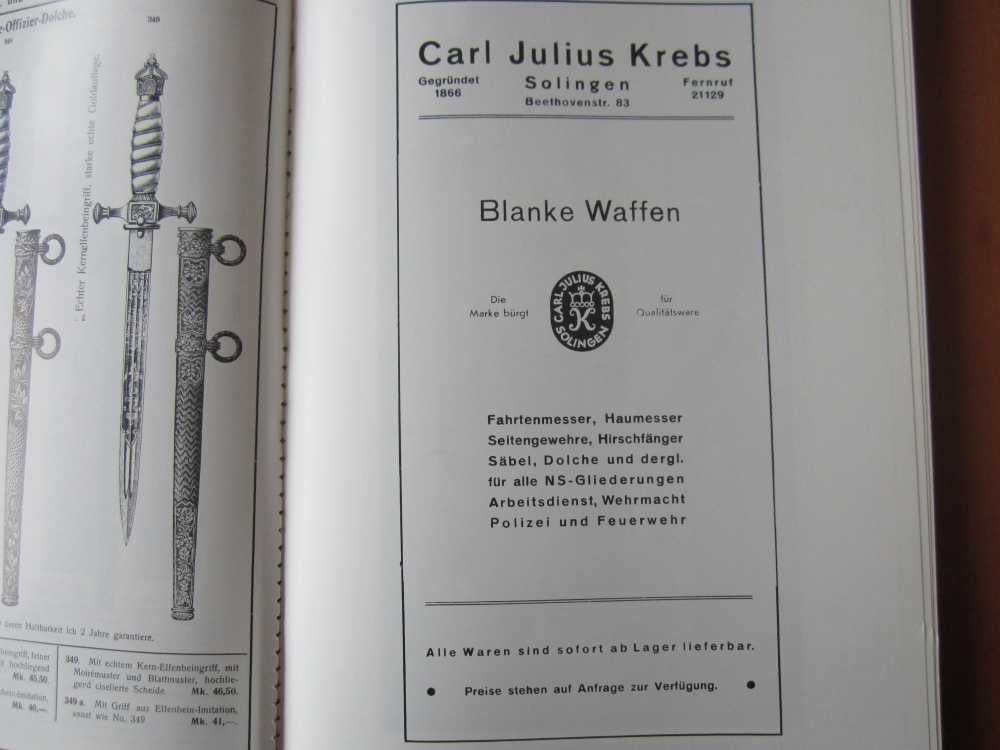 und
e-Offizier-Dolche.
349
Echter Kernelfenbeingriff, starke echte Goldauflage,
deren Haltbarkeit ich 2 Jahre garantiere.
feiner
hochliegend
Mk. 45,50.
-Imitation,
Mk. 40,—.
349. Mit echtem Kern-Elfenbeingriff, mit
Moirémuster und Blattmuster, hochlie-
gend ciselierte Scheide Mk. 46,50.
349 a. Mit Griff aus Elfenbein-Imitation,
sonst wie No. 349 Mk. 41,—.
Carl Julius Krebs
Gegründet
1866
Solingen
Beethovenstr. 83
Fernruf
21129
Blanke Waffen
Die
Marke bürgt
CARL JULIUS KREBS
K
SOLINGEN
für
Qualitätsware
Fahrtenmesser, Haumesser
Seitengewehre, Hirschfänger
Säbel, Dolche und dergl.
für alle NS-Gliederungen
Arbeitsdienst, Wehrmacht
Polizei und Feuerwehr
Alle Waren sind sofort ab Lager lieferbar.
• Preise stehen auf Anfrage zur Verfügung. •